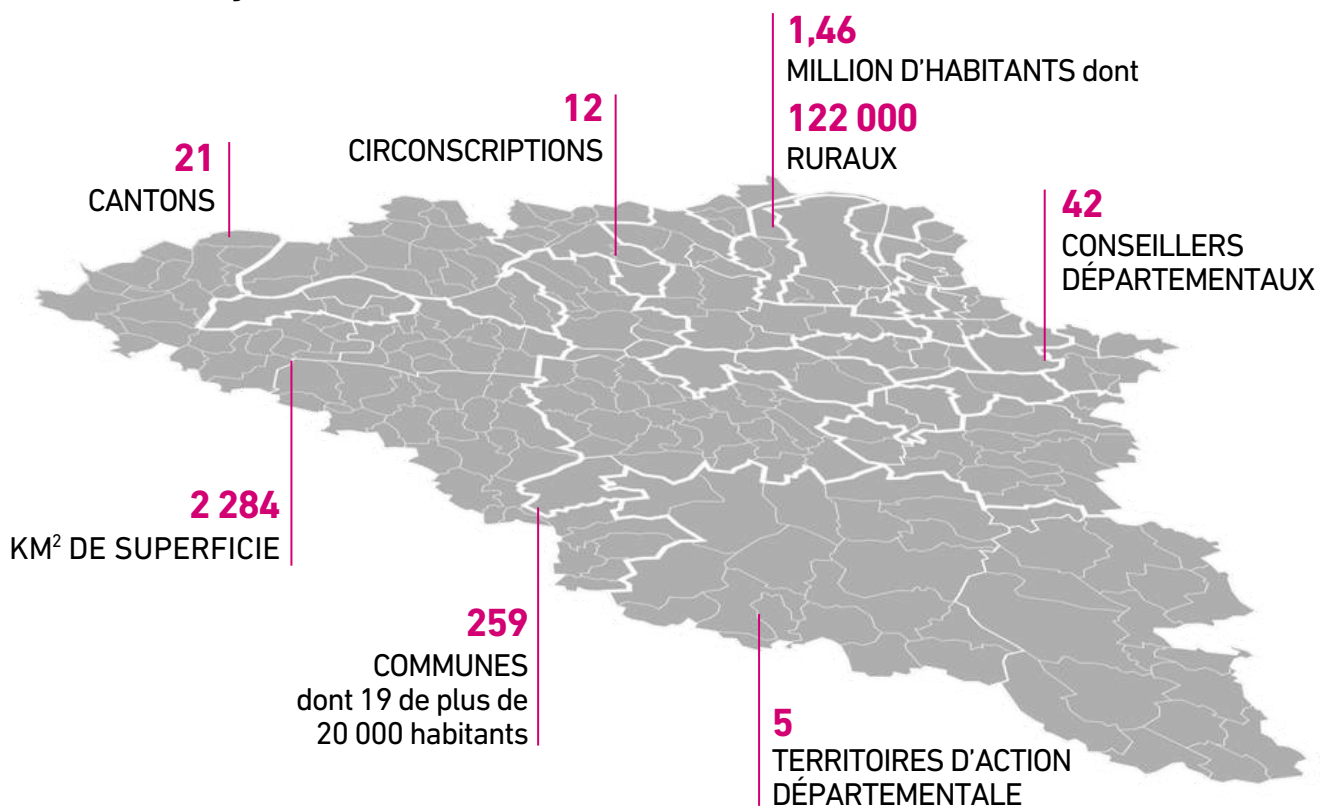 1,46
MILLION D'HABITANTS dont
122 000
RURAUX
12
CIRCONSCRIPTIONS
21
CANTONS
42
CONSEILLERS
DÉPARTEMENTAUX
2 284
KM² DE SUPERFICIE
259
COMMUNES
dont 19 de plus de
20 000 habitants
5
TERRITOIRES D'ACTION
DÉPARTEMENTALE